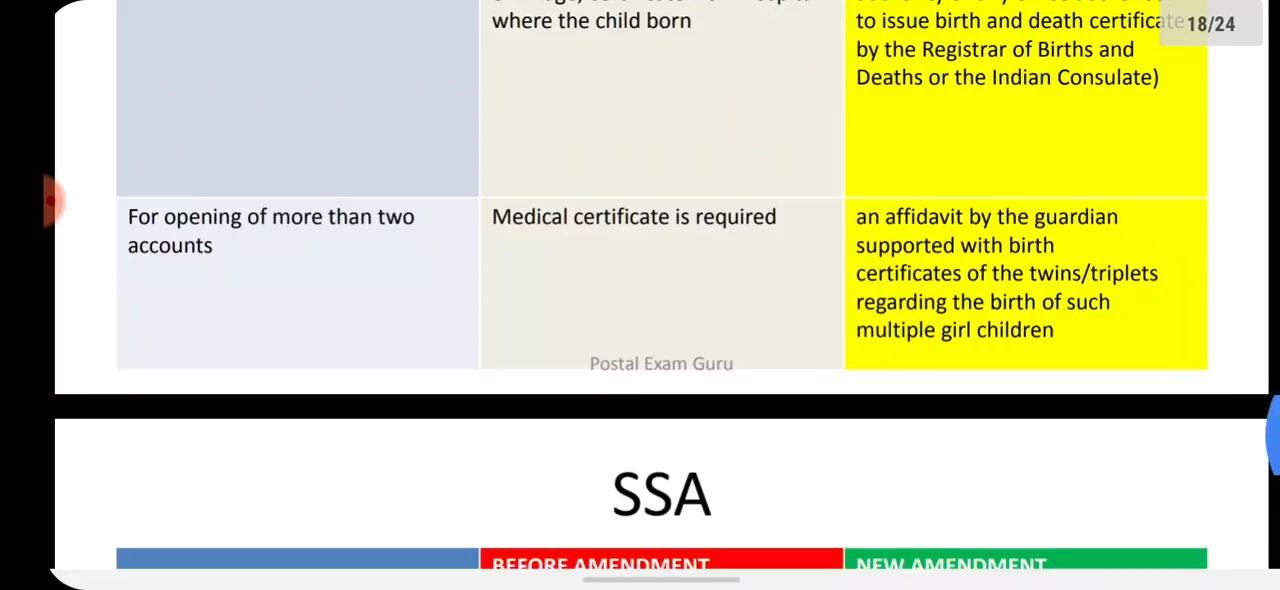 where the child born
to issue birth and death certificate
by the Registrar of Births and
Deaths or the Indian Consulate)
18/24
For opening of more than two
accounts
Medical certificate is required
an affidavit by the guardian
supported with birth
certificates of the twins/triplets
regarding the birth of such
multiple girl children
Postal Exam Guru
SSA
BEFORE AMENDMENT
NEW AMENDMENT